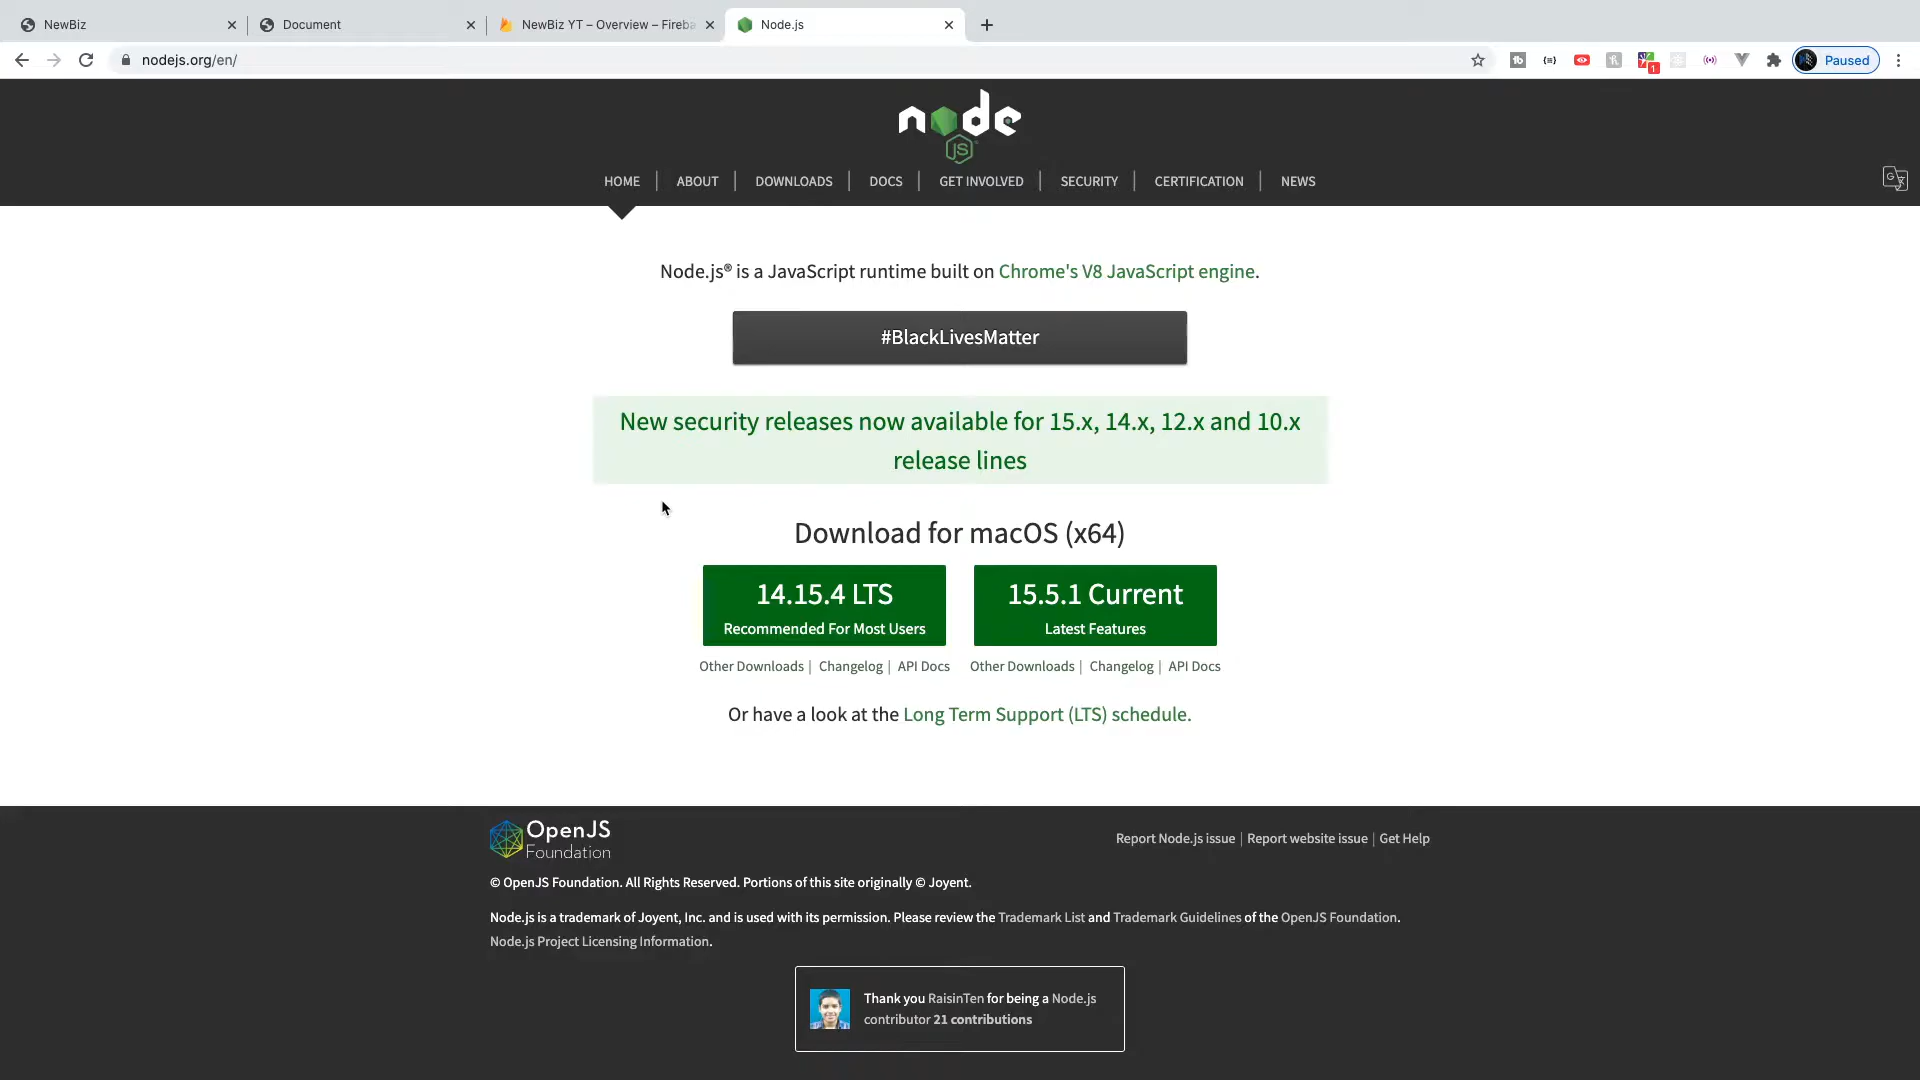 NewBiz
Document
NewBiz YT – Overview – Fireba
Node.js
nodejs.org/en/
1
Paused
node
JS
HOME
ABOUT
DOWNLOADS
DOCS
GET INVOLVED
SECURITY
CERTIFICATION
NEWS
Node.js® is a JavaScript runtime built on Chrome's V8 JavaScript engine.
#BlackLivesMatter
New security releases now available for 15.x, 14.x, 12.x and 10.x
release lines
Download for macOS (x64)
14.15.4 LTS
Recommended For Most Users
15.5.1 Current
Latest Features
Other Downloads | Changelog | API Docs
Other Downloads | Changelog | API Docs
Or have a look at the Long Term Support (LTS) schedule.
OpenJS
Foundation
Report Node.js issue | Report website issue | Get Help
© OpenJS Foundation. All Rights Reserved. Portions of this site originally © Joyent.
Node.js is a trademark of Joyent, Inc. and is used with its permission. Please review the Trademark List and Trademark Guidelines of the OpenJS Foundation.
Node.js Project Licensing Information.
Thank you RaisinTen for being a Node.js
contributor 21 contributions